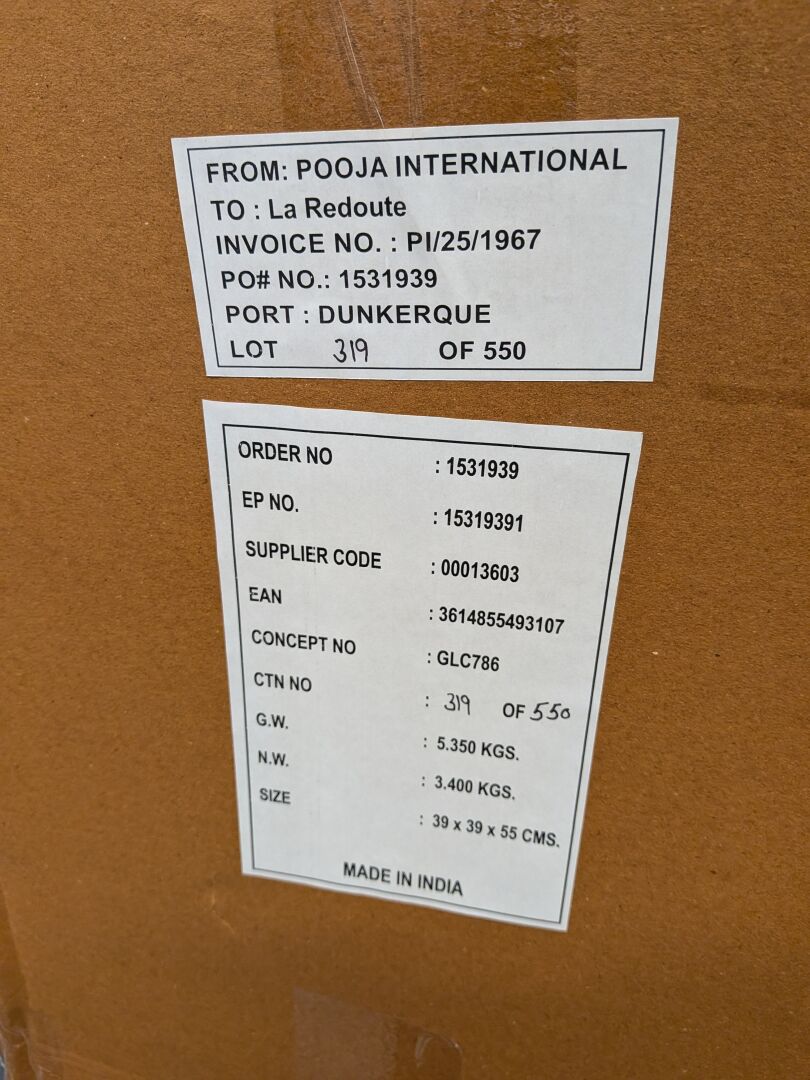 FROM: POOJA INTERNATIONAL
TO : La Redoute
INVOICE NO. : PI/25/1967
PO# NO.: 1531939
PORT : DUNKERQUE
LOT 319 OF 550
ORDER NO : 1531939
EP NO. : 15319391
SUPPLIER CODE : 00013603
EAN : 3614855493107
CONCEPT NO : GLC786
CTN NO : 319 OF 550
G.W. : 5.350 KGS.
N.W. : 3.400 KGS.
SIZE : 39 x 39 x 55 CMS.
MADE IN INDIA